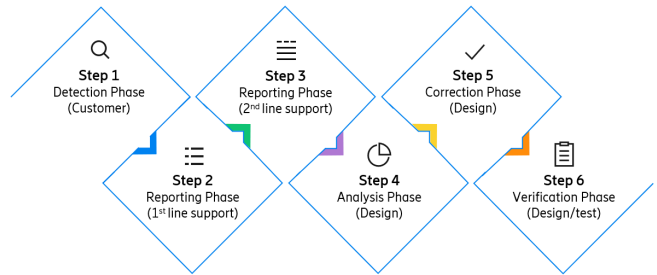 Step 1
Detection Phase
(Customer)
Step 2
Reporting Phase
(1st line support)
Step 3
Reporting Phase
(2nd line support)
Step 4
Analysis Phase
(Design)
Step 5
Correction Phase
(Design)
Step 6
Verification Phase
(Design/test)